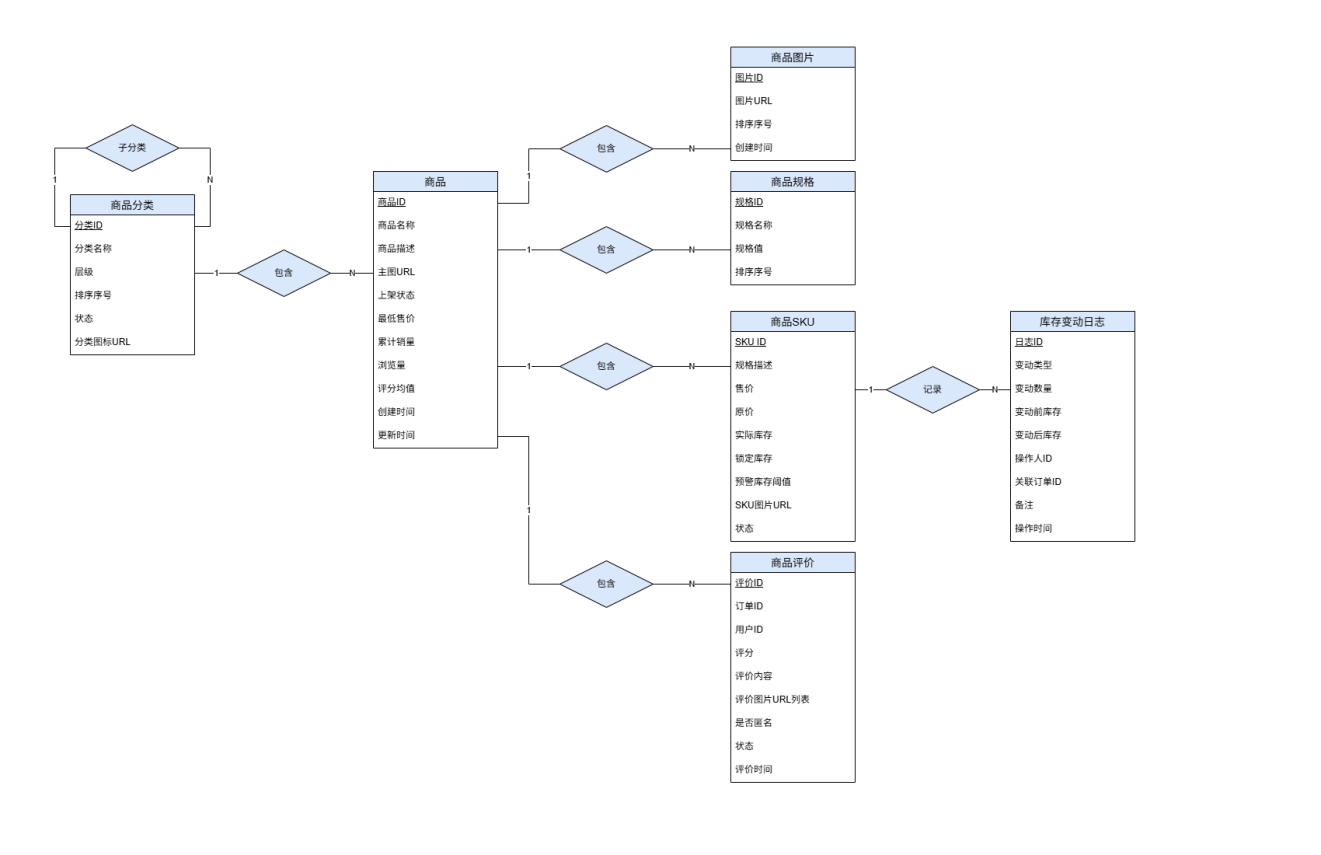 子分类
1
N
商品分类
分类ID
分类名称
层级
排序序号
状态
分类图标URL
1
包含
N
商品
商品ID
商品名称
商品描述
主图URL
上架状态
最低售价
累计销量
浏览量
评分均值
创建时间
更新时间
1
包含
N
商品图片
图片ID
图片URL
排序序号
创建时间
1
包含
N
商品规格
规格ID
规格名称
规格值
排序序号
1
包含
N
商品SKU
SKU ID
规格描述
售价
原价
实际库存
锁定库存
预警库存阈值
SKU图片URL
状态
1
记录
N
库存变动日志
日志ID
变动类型
变动数量
变动前库存
变动后库存
操作人ID
关联订单ID
备注
操作时间
1
包含
N
商品评价
评价ID
订单ID
用户ID
评分
评价内容
评价图片URL列表
是否匿名
状态
评价时间